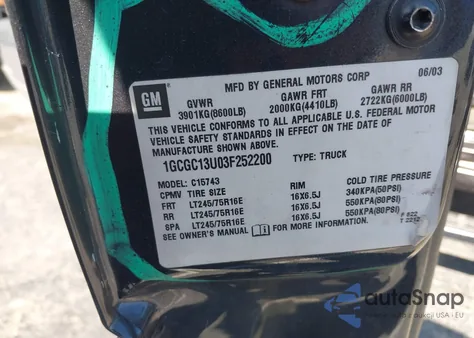 GM
MFD BY GENERAL MOTORS CORP 06/03
GVWR GAWR FRT GAWR RR
3901KG(8600LB) 2000KG(4410LB) 2722KG(6000LB)
THIS VEHICLE CONFORMS TO ALL APPLICABLE U.S. FEDERAL MOTOR
VEHICLE SAFETY STANDARDS IN EFFECT ON THE DATE OF
MANUFACTURE SHOWN ABOVE.
1GCGC13U03F252200 TYPE: TRUCK
MODEL: C15743
CPMV TIRE SIZE RIM COLD TIRE PRESSURE
FRT LT245/75R16E 16X6.5J 340KPA(50PSI)
RR LT245/75R16E 16X6.5J 550KPA(80PSI)
SPA LT245/75R16E 16X6.5J 550KPA(80PSI)
SEE OWNER'S MANUAL FOR MORE INFORMATION.
autoSnap